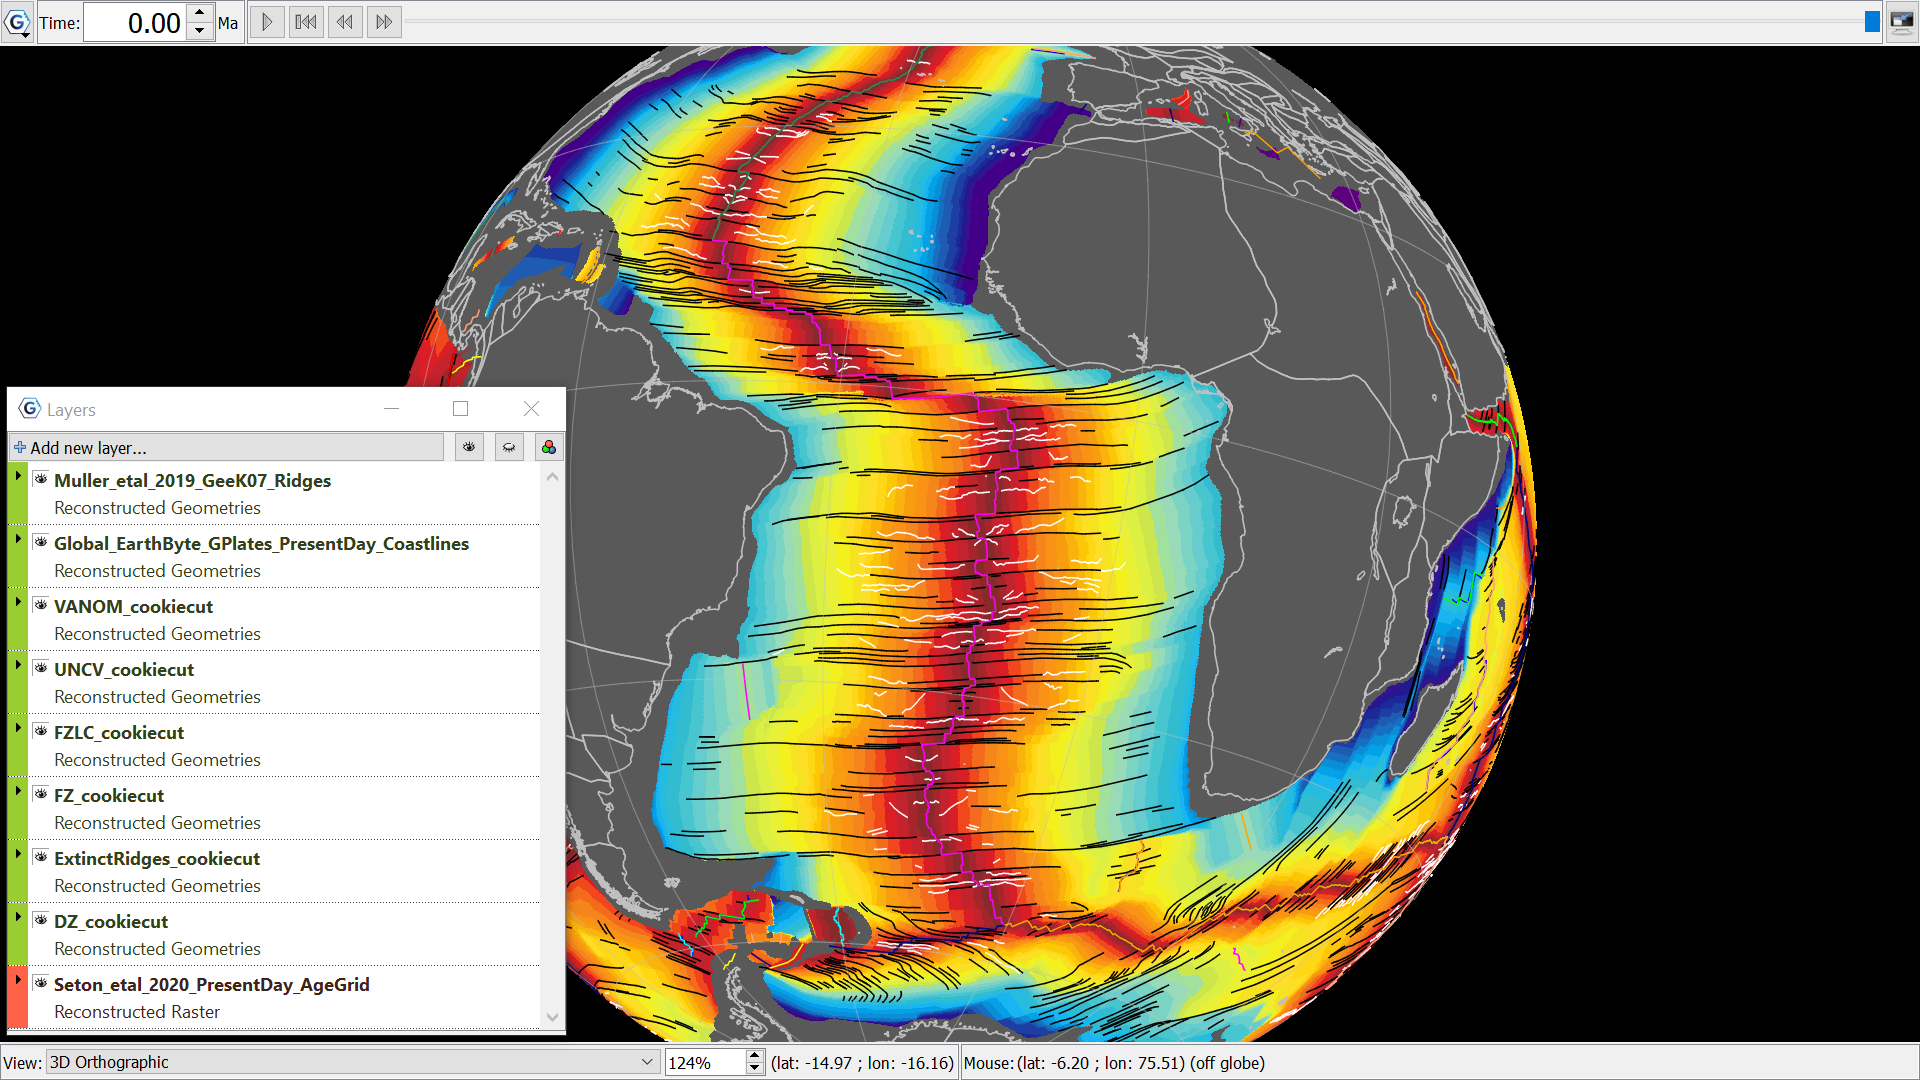 Time: 0.00 Ma
Layers
Add new layer...
Muller_etal_2019_GeeK07_Ridges
Reconstructed Geometries
Global_EarthByte_GPlates_PresentDay_Coastlines
Reconstructed Geometries
VANOM_cookiecut
Reconstructed Geometries
UNCV_cookiecut
Reconstructed Geometries
FZLC_cookiecut
Reconstructed Geometries
FZ_cookiecut
Reconstructed Geometries
ExtinctRidges_cookiecut
Reconstructed Geometries
DZ_cookiecut
Reconstructed Geometries
Seton_etal_2020_PresentDay_AgeGrid
Reconstructed Raster
View: 3D Orthographic 124% (lat: -14.97 ; lon: -16.16) Mouse: (lat: -6.20 ; lon: 75.51) (off globe)